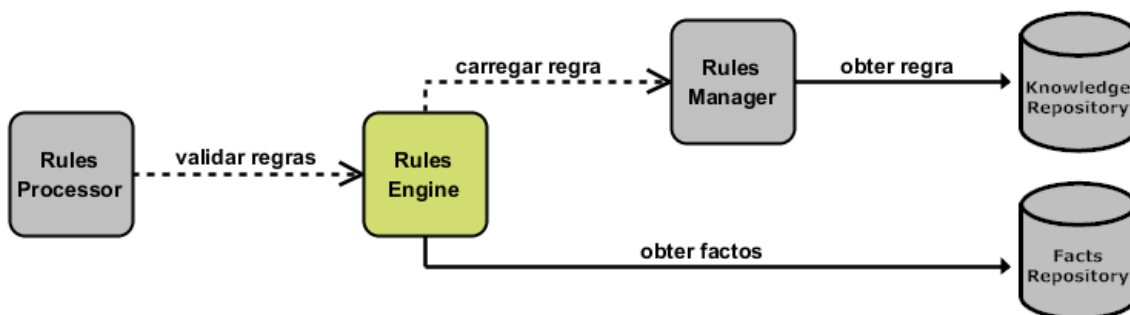 Rules
Processor
validar regras
Rules
Engine
carregar regra
Rules
Manager
obter regra
Knowledge
Repository
obter factos
Facts
Repository